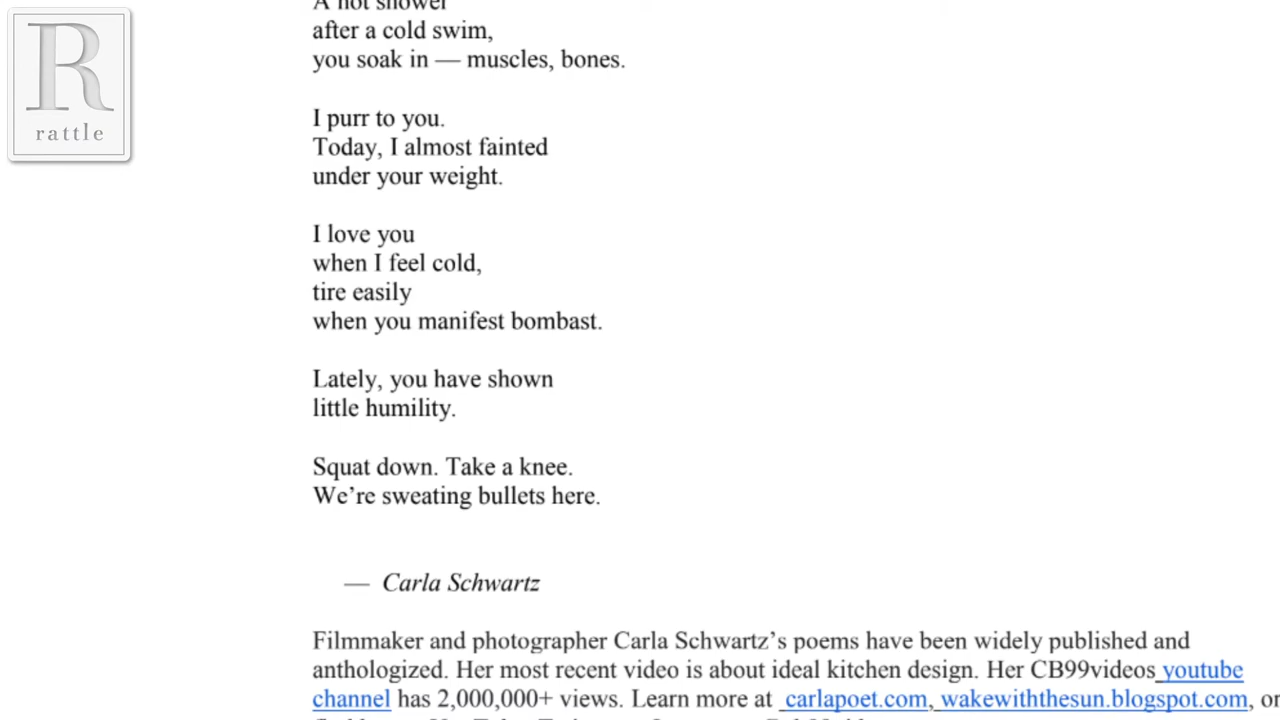 A hot shower
after a cold swim,
you soak in — muscles, bones.
I purr to you.
Today, I almost fainted
under your weight.
I love you
when I feel cold,
tire easily
when you manifest bombast.
Lately, you have shown
little humility.
Squat down. Take a knee.
We're sweating bullets here.
— Carla Schwartz
Filmmaker and photographer Carla Schwartz's poems have been widely published and
anthologized. Her most recent video is about ideal kitchen design. Her CB99videos youtube
channel has 2,000,000+ views. Learn more at carlapoet.com, wakewiththesun.blogspot.com, or
R
rattle